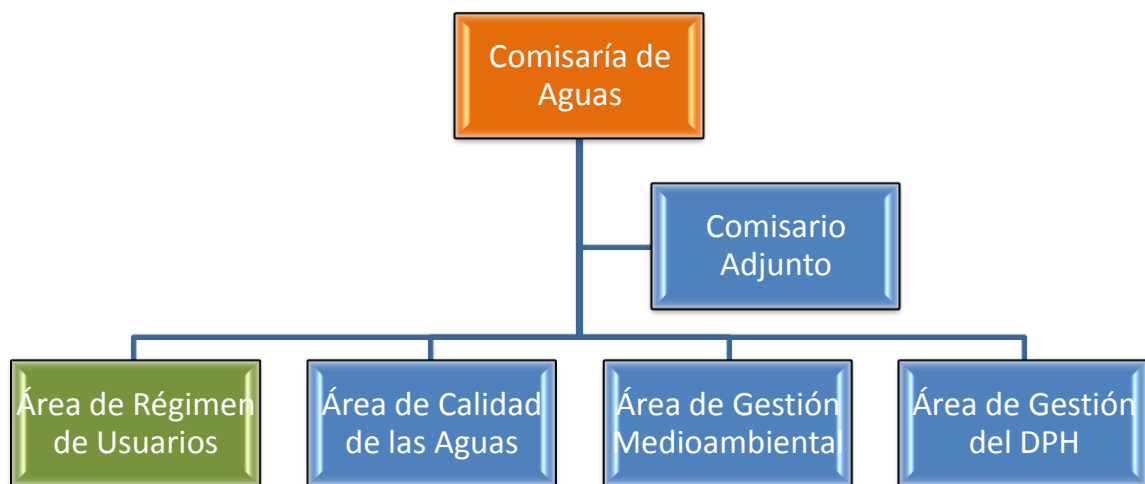 Comisaría de
Aguas
Comisario
Adjunto
Área de Régimen
de Usuarios
Área de Calidad
de las Aguas
Área de Gestión
Medioambiental
Área de Gestión
del DPH